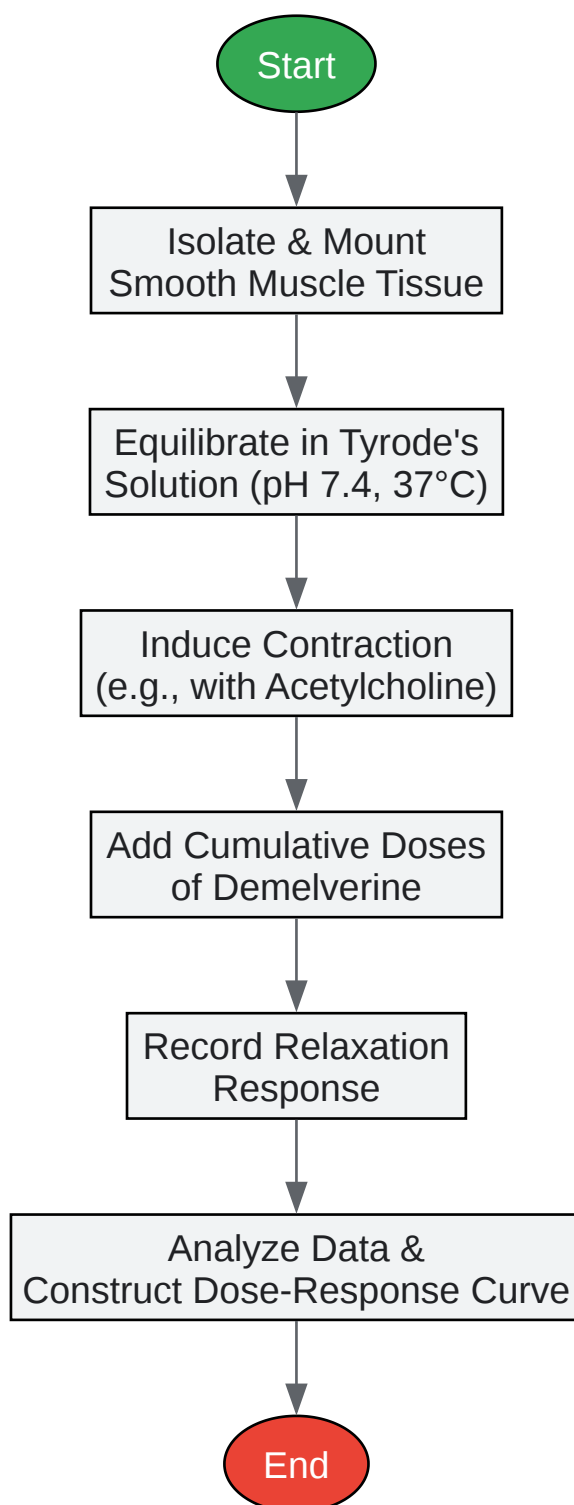 Start
Isolate & Mount
Smooth Muscle Tissue
Equilibrate in Tyrode's
Solution (pH 7.4, 37°C)
Induce Contraction
(e.g., with Acetylcholine)
Add Cumulative Doses
of Demelverine
Record Relaxation
Response
Analyze Data &
Construct Dose-Response Curve
End